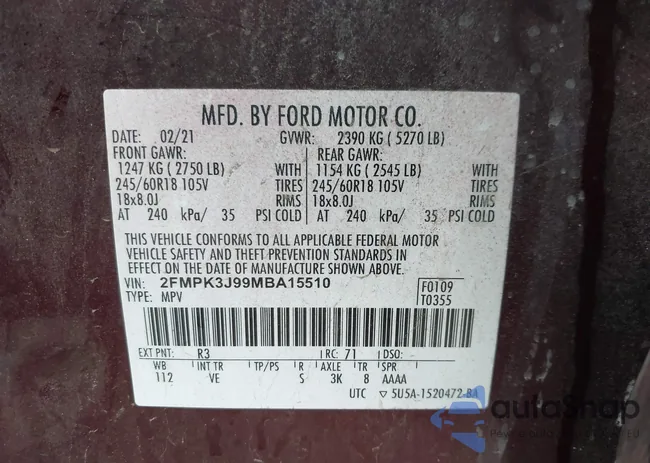 MFD. BY FORD MOTOR CO.
DATE: 02/21 GVWR: 2390 KG ( 5270 LB)
FRONT GAWR: REAR GAWR:
1247 KG ( 2750 LB) WITH 1154 KG ( 2545 LB) WITH
245/60R18 105V TIRES 245/60R18 105V TIRES
18x8.0J RIMS 18x8.0J RIMS
AT 240 kPa/ 35 PSI COLD AT 240 kPa/ 35 PSI COLD
THIS VEHICLE CONFORMS TO ALL APPLICABLE FEDERAL MOTOR
VEHICLE SAFETY AND THEFT PREVENTION STANDARDS IN
EFFECT ON THE DATE OF MANUFACTURE SHOWN ABOVE.
VIN: 2FMPK3J99MBA15510 F0109
TYPE: MPV T0355
EXT PNT: R3 RC: 71 DSO:
WB INT TR TP/PS R AXLE TR SPR
112 VE S 3K 8 AAAA
UTC ▽ 5U5A-1520472-BA
autoSnap